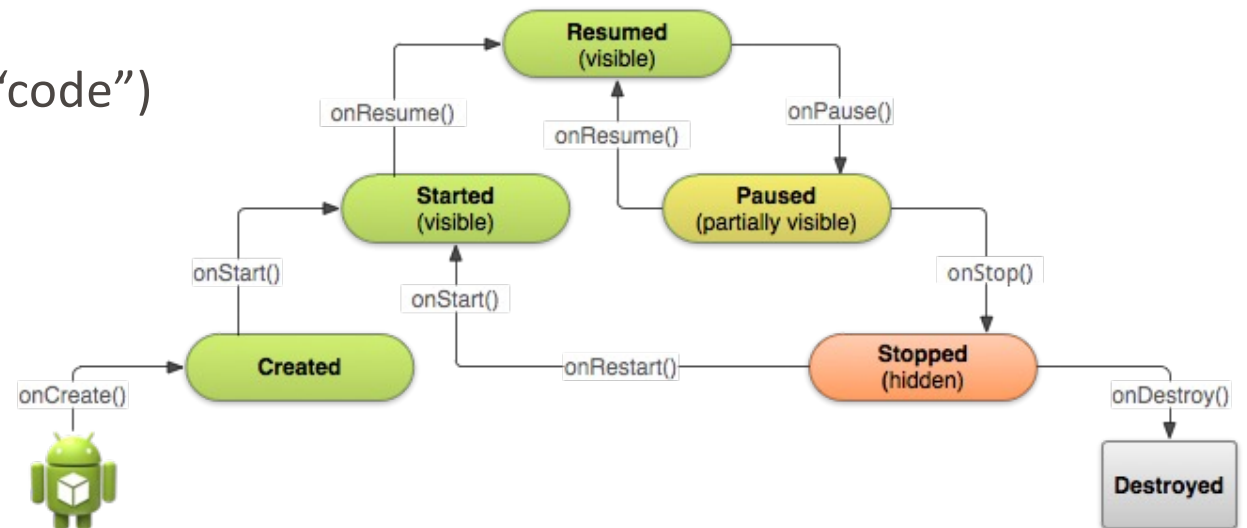 Resumed
(visible)
“code”)
onResume()
onResume()
onPause()
Started
(visible)
Paused
(partially visible)
onStart()
onStart()
onStop()
Created
onRestart()
Stopped
(hidden)
onCreate()
onDestroy()
Destroyed